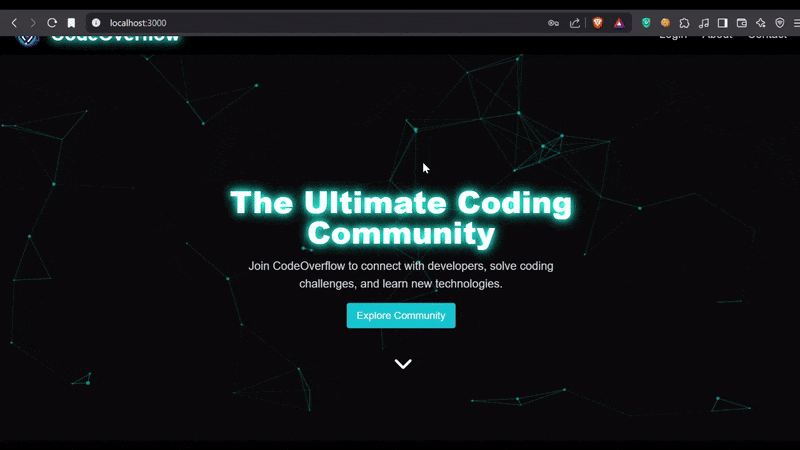 localhost:3000
CodeOverflow
Login About Contact
The Ultimate Coding
Community
Join CodeOverflow to connect with developers, solve coding
challenges, and learn new technologies.
Explore Community